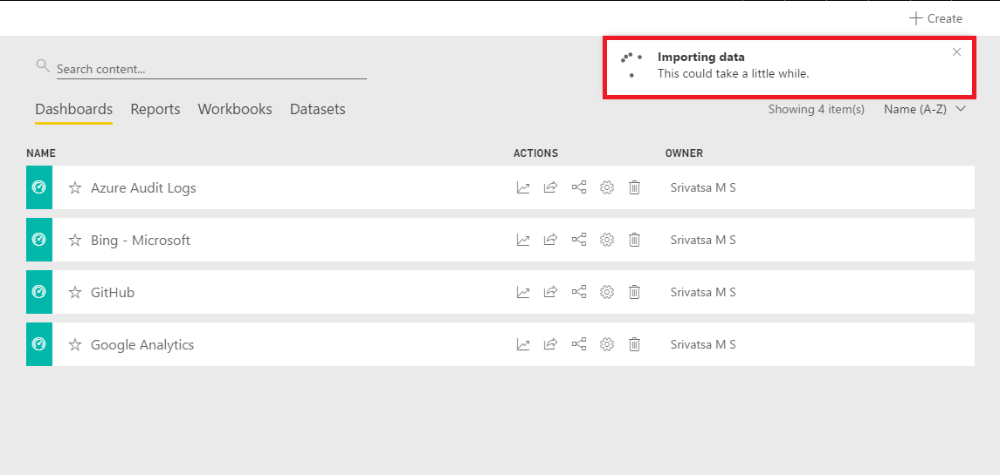 Create
Search content...
Importing data
This could take a little while.
Dashboards Reports Workbooks Datasets
Showing 4 item(s) Name (A-Z)
NAME ACTIONS OWNER
Azure Audit Logs Srivatsa M S
Bing - Microsoft Srivatsa M S
GitHub Srivatsa M S
Google Analytics Srivatsa M S